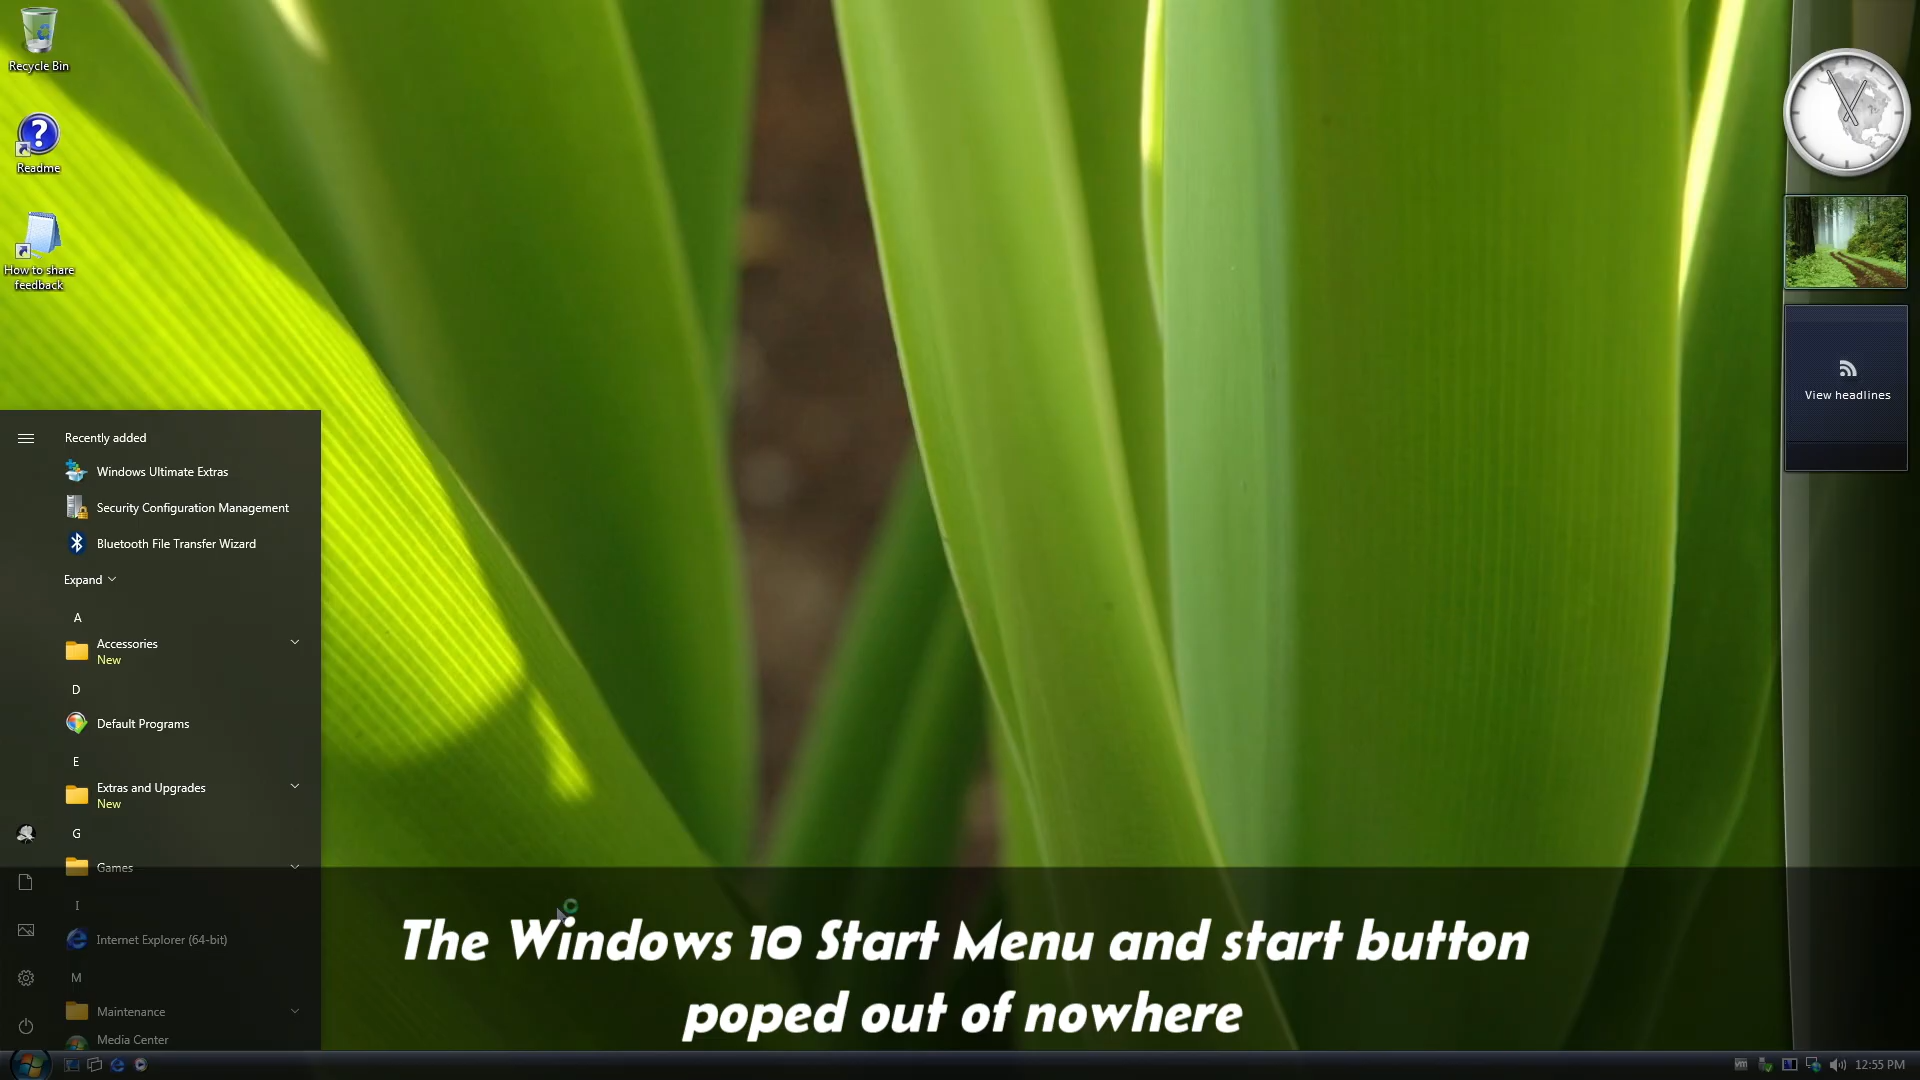 Recycle Bin
Readme
How to share
feedback
View headlines
Recently added
Windows Ultimate Extras
Security Configuration Management
Bluetooth File Transfer Wizard
Expand
A
Accessories
New
D
Default Programs
E
Extras and Upgrades
New
G
Games
I
Internet Explorer (64-bit)
M
Maintenance
Media Center
The Windows 10 Start Menu and start button
poped out of nowhere
12:55 PM